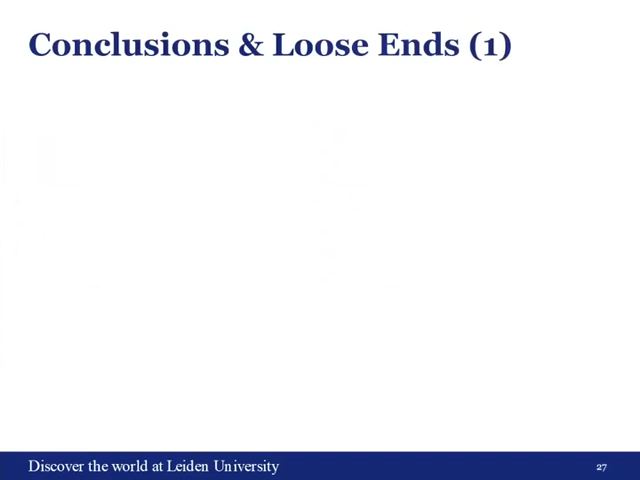 Conclusions & Loose Ends (1)
Discover the world at Leiden University
27